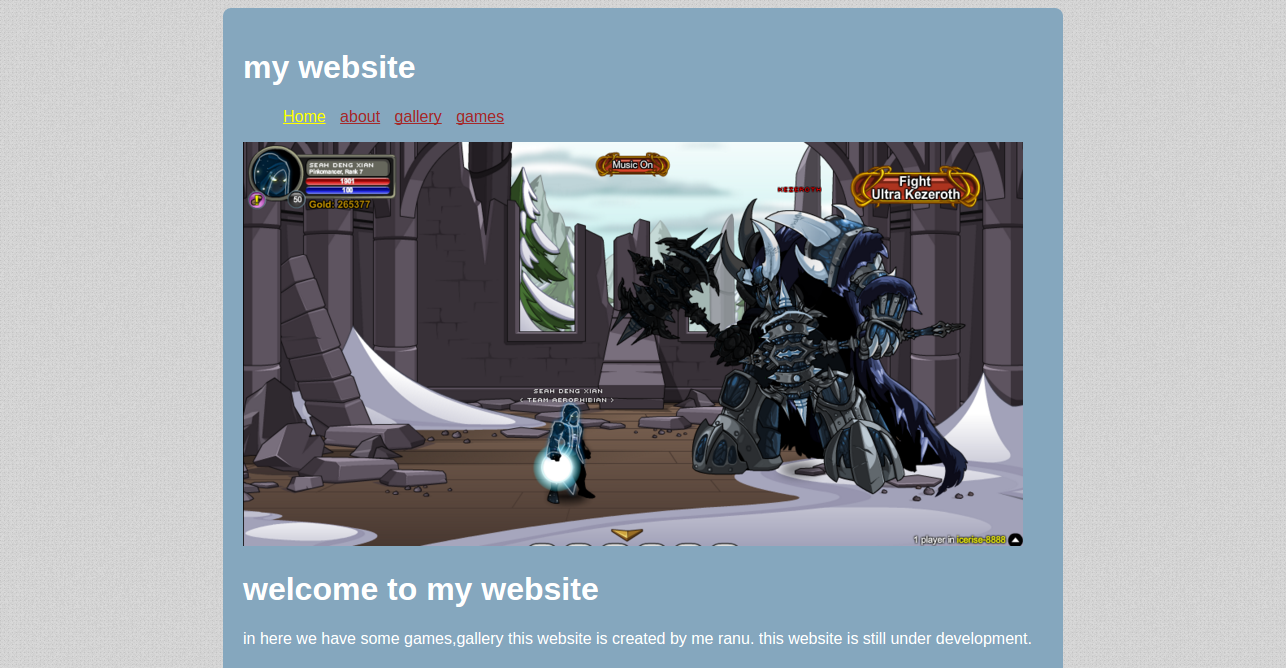 my website
Home about gallery games
SEAH DENG XIAN
Pinkomancer, Rank 7
1901
100
50
Gold: 265377
Music On
KEZEROTH
Fight
Ultra Kezeroth
SEAH DENG XIAN
< TEAM AEROPHIBIAN >
1 player in icerise-8888
welcome to my website
in here we have some games,gallery this website is created by me ranu. this website is still under development.